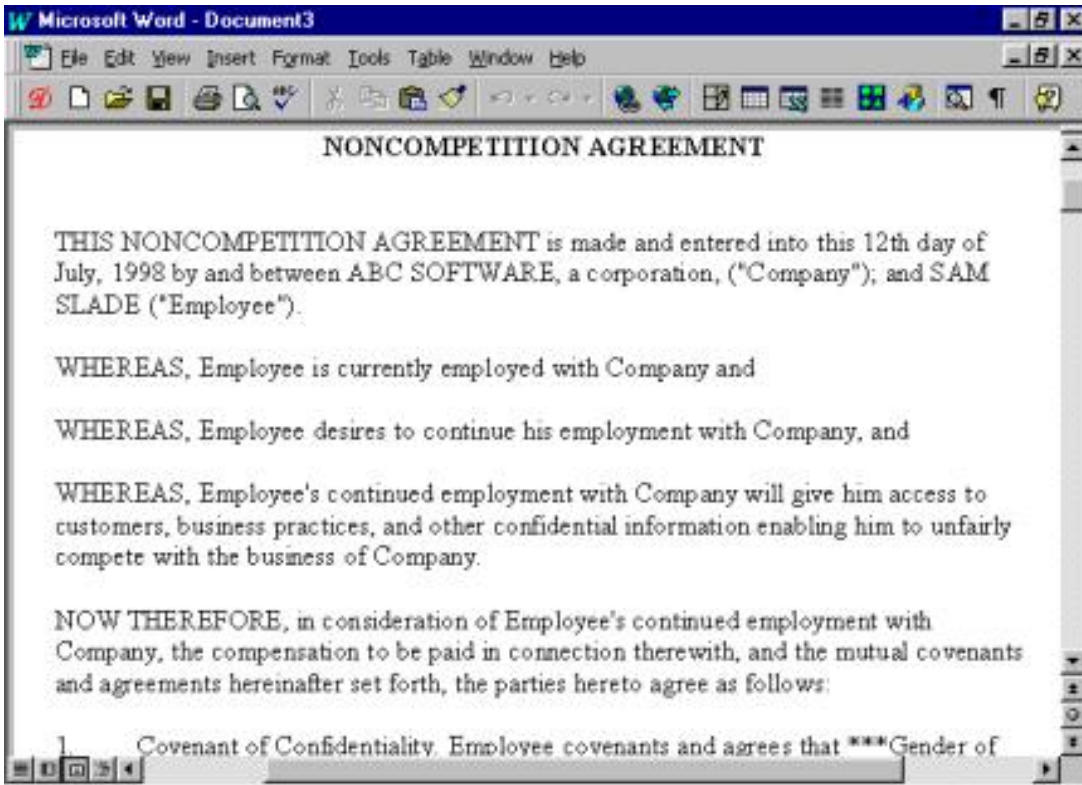 Microsoft Word - Document3
File Edit View Insert Format Tools Table Window Help
NONCOMPETITION AGREEMENT
THIS NONCOMPETITION AGREEMENT is made and entered into this 12th day of
July, 1998 by and between ABC SOFTWARE, a corporation, ("Company"); and SAM
SLADE ("Employee").
WHEREAS, Employee is currently employed with Company and
WHEREAS, Employee desires to continue his employment with Company, and
WHEREAS, Employee's continued employment with Company will give him access to
customers, business practices, and other confidential information enabling him to unfairly
compete with the business of Company.
NOW THEREFORE, in consideration of Employee's continued employment with
Company, the compensation to be paid in connection therewith, and the mutual covenants
and agreements hereinafter set forth, the parties hereto agree as follows:
1. Covenant of Confidentiality. Employee covenants and agrees that ***Gender of